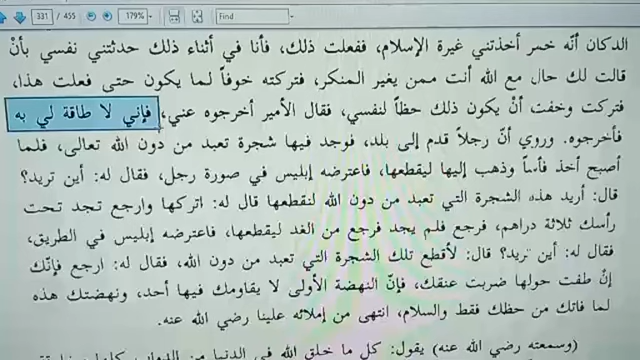 331 / 455 179% Find
الدكان أنّه خمر أخذتني غيرة الإسلام، ففعلت ذلك، فأنا في أثناء ذلك حدثتني نفسي بأنْ
قالت لك حال مع الله أنت ممن يغير المنكر، فتركته خوفاً لما يكون حتى فعلت هذا،
فتركت وخفت أنْ يكون ذلك حظاً لنفسي، فقال الأمير أخرجوه عني، فإني لا طاقة لي به
فأخرجوه. وروي أنّ رجلاً قدم إلى بلد، فوجد فيها شجرة تعبد من دون الله تعالى، فلما
أصبح أخذ فأساً وذهب إليها ليقطعها، فاعترضه إبليس في صورة رجل، فقال له: أين تريد؟
قال: أريد هذه الشجرة التي تعبد من دون الله لنقطعها قال له: اتركها وارجع تجد تحت
رأسك ثلاثة دراهم، فرجع فلم يجد فرجع من الغد ليقطعها، فاعترضه إبليس في الطريق،
فقال له: أين تريد؟ قال: لأقطع تلك الشجرة التي تعبد من دون الله، فقال له: ارجع فإنّك
إنْ طفت حولها ضربت عنقك، فإنّ النهضة الأولى لا يقاومك فيها أحد، ونهضتك هذه
لما فاتك من حظك فقط والسلام، انتهى من إملائه علينا رضي الله عنه.
(وسمعته رضي الله عنه) يقول: كل ما خلق الله في الدنيا من